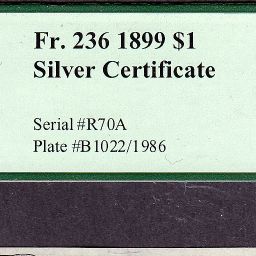 Fr. 236 1899 $1
Silver Certificate
Serial #R70A
Plate #B1022/1986